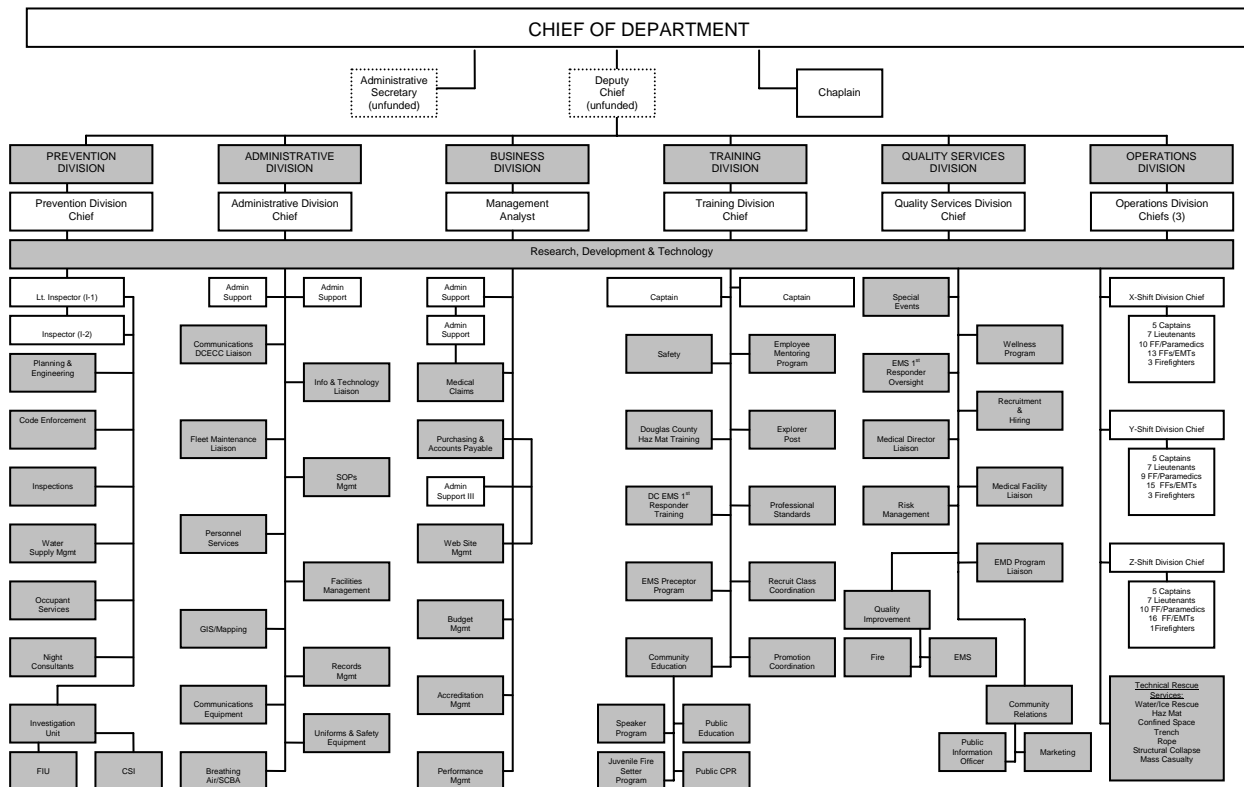 CHIEF OF DEPARTMENT
Administrative
Secretary
(unfunded)
Deputy
Chief
(unfunded)
Chaplain
PREVENTION
DIVISION
ADMINISTRATIVE
DIVISION
BUSINESS
DIVISION
TRAINING
DIVISION
QUALITY SERVICES
DIVISION
OPERATIONS
DIVISION
Prevention Division
Chief
Administrative Division
Chief
Management
Analyst
Training Division
Chief
Quality Services Division
Chief
Operations Division
Chiefs (3)
Research, Development & Technology
Lt. Inspector (I-1)
Inspector (I-2)
Planning &
Engineering
Code Enforcement
Inspections
Water
Supply Mgmt
Occupant
Services
Night
Consultants
Investigation
Unit
FIU
CSI
Admin
Support
Admin
Support
Communications
DCECC Liaison
Info & Technology
Liaison
Fleet Maintenance
Liaison
SOPs
Mgmt
Personnel
Services
Facilities
Management
GIS/Mapping
Records
Mgmt
Communications
Equipment
Uniforms & Safety
Equipment
Breathing
Air/SCBA
Admin
Support
Admin
Support
Medical
Claims
Purchasing &
Accounts Payable
Admin
Support III
Web Site
Mgmt
Budget
Mgmt
Accreditation
Mgmt
Performance
Mgmt
Captain
Captain
Safety
Employee
Mentoring
Program
Douglas County
Haz Mat Training
Explorer
Post
DC EMS 1st
Responder
Training
Professional
Standards
EMS Preceptor
Program
Recruit Class
Coordination
Community
Education
Promotion
Coordination
Speaker
Program
Public
Education
Juvenile Fire
Setter
Program
Public CPR
Special
Events
Wellness
Program
EMS 1st
Responder
Oversight
Recruitment
&
Hiring
Medical Director
Liaison
Medical Facility
Liaison
Risk
Management
EMD Program
Liaison
Quality
Improvement
Fire
EMS
Community
Relations
Public
Information
Officer
Marketing
X-Shift Division Chief
5 Captains
7 Lieutenants
10 FF/Paramedics
13 FFs/EMTs
3 Firefighters
Y-Shift Division Chief
5 Captains
7 Lieutenants
9 FF/Paramedics
15 FFs/EMTs
3 Firefighters
Z-Shift Division Chief
5 Captains
7 Lieutenants
10 FF/Paramedics
16 FF/EMTs
1Firefighters
Technical Rescue
Services:
Water/Ice Rescue
Haz Mat
Confined Space
Trench
Rope
Structural Collapse
Mass Casualty